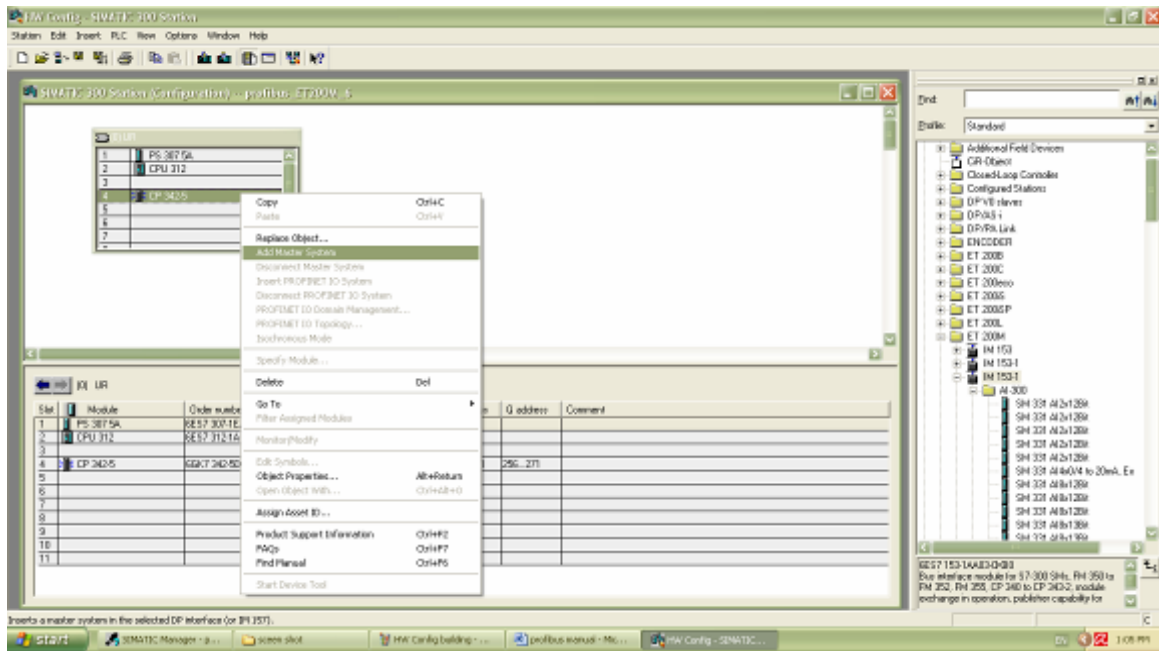 HW Config - SIMATIC 300 Station
Station Edit Insert PLC View Options Window Help
SIMATIC 300 Station (Configuration) -- profibus_ET200M_S
(0) UR
1 PS 307 5A
2 CPU 312
3
4 CP 342-5
5
6
7
Copy Ctrl+C
Paste Ctrl+V
Replace Object...
Add Master System
Disconnect Master System
Insert PROFINET IO System
Disconnect PROFINET IO System
PROFINET IO Domain Management...
PROFINET IO Topology...
Isochronous Mode
Specify Module...
Delete Del
Go To
Filter Assigned Modules
Monitor/Modify
Edit Symbols...
Object Properties... Alt+Return
Open Object With... Ctrl+Alt+O
Assign Asset ID...
Product Support Information Ctrl+F2
FAQs Ctrl+F7
Find Manual Ctrl+F6
Start Device Tool
(0) UR
Slot Module Order numbe Q address Comment
1 PS 307 5A 6ES7 307-1E
2 CPU 312 6ES7 312-1A
3
4 CP 342-5 6GK7 342-5D 256...271
5
6
7
8
9
10
11
Find:
Profile: Standard
Additional Field Devices
CiR-Object
Closed-Loop Controller
Configured Stations
DP V0 slaves
DP/AS-i
DP/PA Link
ENCODER
ET 200B
ET 200C
ET 200eco
ET 200iS
ET 200iSP
ET 200L
ET 200M
IM 153
IM 153-1
IM 153-1
AI-300
SM 331 AI2x12Bit
SM 331 AI2x12Bit
SM 331 AI2x12Bit
SM 331 AI2x12Bit
SM 331 AI2x12Bit
SM 331 AI4x0/4 to 20mA, Ex
SM 331 AI8x12Bit
SM 331 AI8x12Bit
SM 331 AI8x12Bit
SM 331 AI8x13Bit
6ES7 153-1AA03-0XB0
Bus interface module for S7-300 SMs, FM 350 to
FM 352, FM 355, CP 340 to CP 343-2; module
exchange in operation, publisher capability for
Inserts a master system in the selected DP interface (or IM 157).
start SIMATIC Manager - p... screen shot HW Config building - ... profibus manual - Mic... HW Config - SIMATIC... EN 1:05 PM